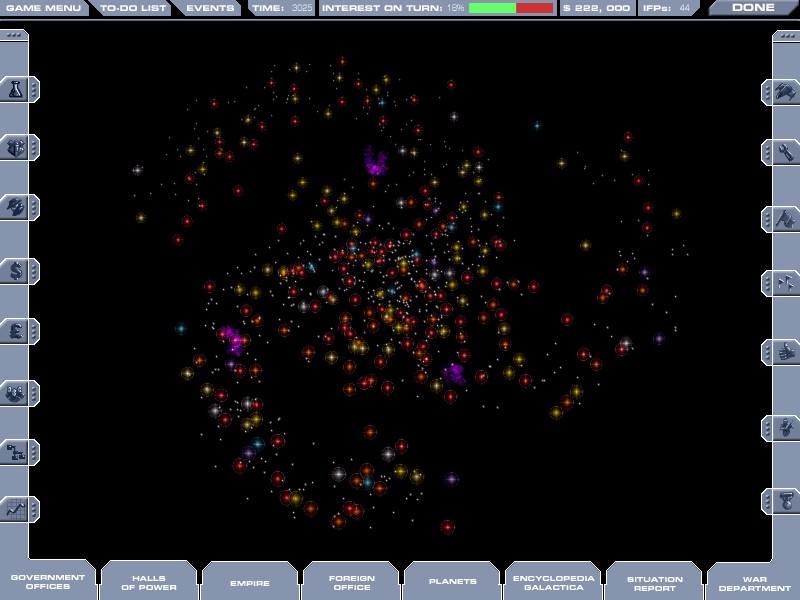 GAME MENU TO-DO LIST EVENTS TIME: 3025 INTEREST ON TURN: 18% $ 222, 000 IFPs: 44 DONE
GOVERNMENT OFFICES
HALLS OF POWER
EMPIRE
FOREIGN OFFICE
PLANETS
ENCYCLOPEDIA GALACTICA
SITUATION REPORT
WAR DEPARTMENT